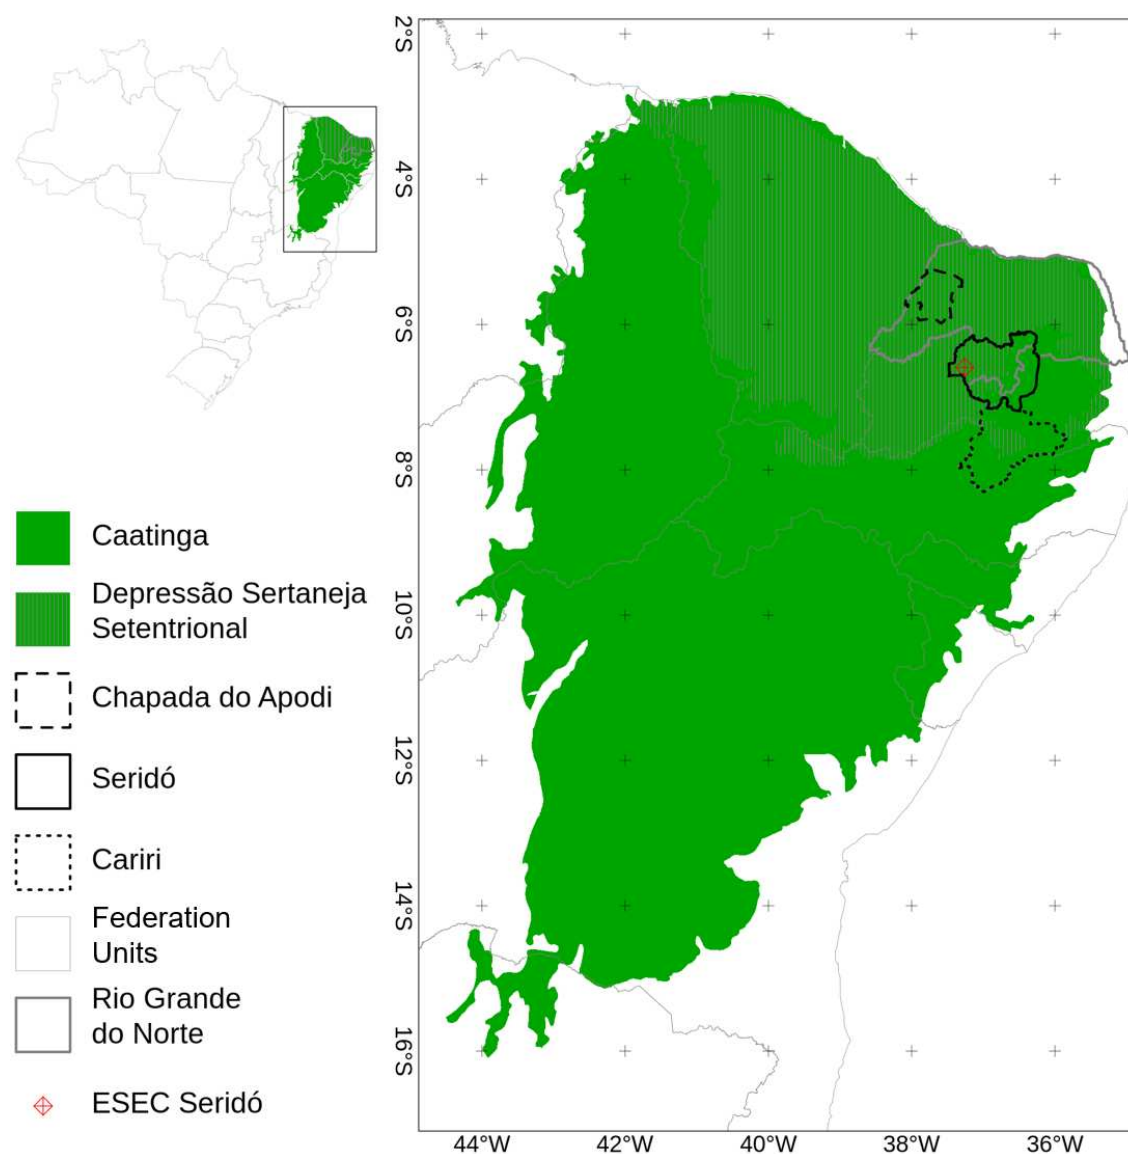 2°S
4°S
6°S
8°S
10°S
12°S
14°S
16°S
44°W 42°W 40°W 38°W 36°W
Caatinga
Depressão Sertaneja
Setentrional
Chapada do Apodi
Seridó
Cariri
Federation
Units
Rio Grande
do Norte
ESEC Seridó